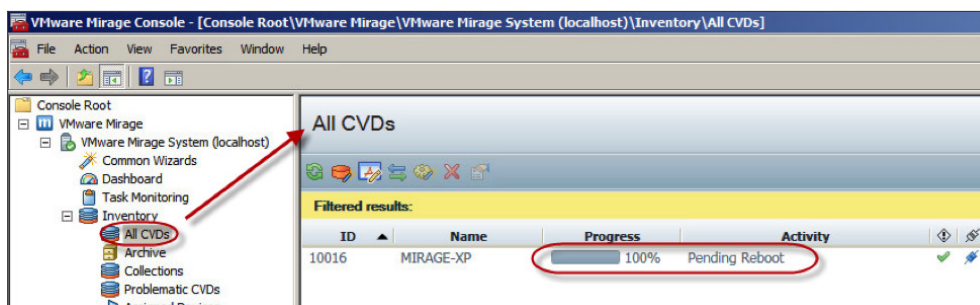 VMware Mirage Console - [Console Root\VMware Mirage\VMware Mirage System (localhost)\Inventory\All CVDs]
File Action View Favorites Window Help
Console Root
VMware Mirage
VMware Mirage System (localhost)
Common Wizards
Dashboard
Task Monitoring
Inventory
All CVDs
Archive
Collections
Problematic CVDs
All CVDs
Filtered results:
ID Name Progress Activity
10016 MIRAGE-XP 100% Pending Reboot